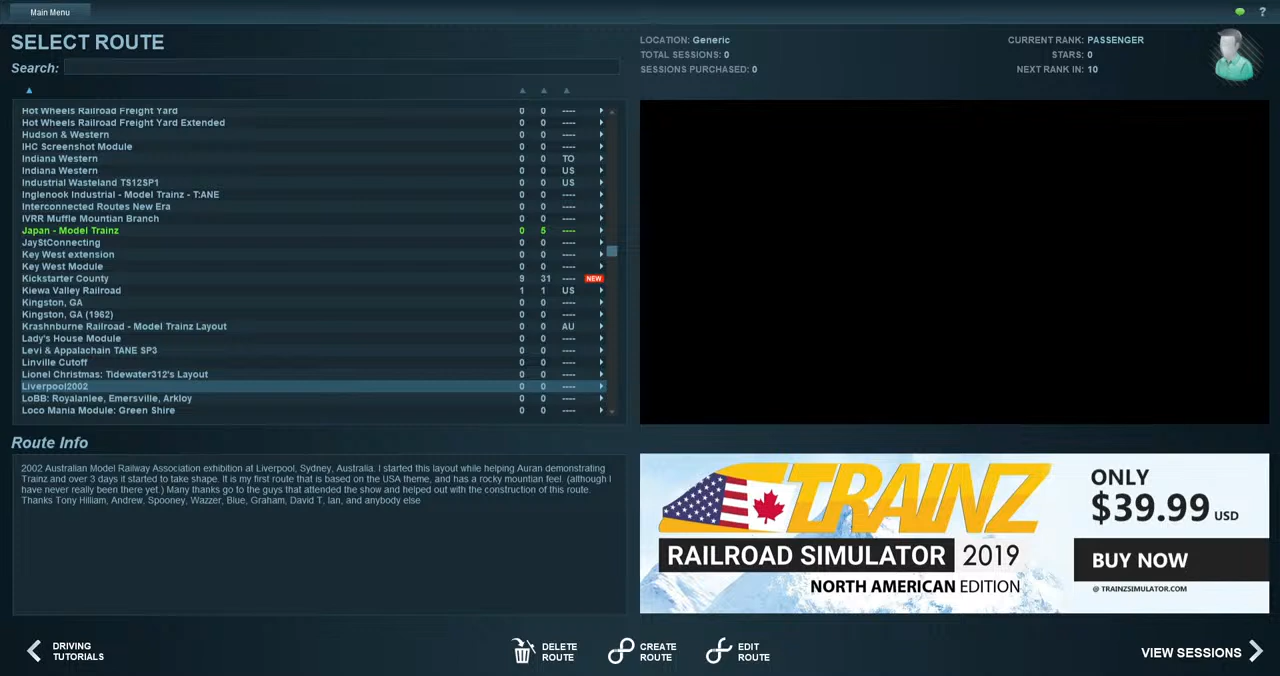 Main Menu
?
SELECT ROUTE
Search:
LOCATION: Generic
TOTAL SESSIONS: 0
SESSIONS PURCHASED: 0
CURRENT RANK: PASSENGER
STARS: 0
NEXT RANK IN: 10
Hot Wheels Railroad Freight Yard 0 0 ----
Hot Wheels Railroad Freight Yard Extended 0 0 ----
Hudson & Western 0 0 ----
IHC Screenshot Module 0 0 ----
Indiana Western 0 0 TO
Indiana Western 0 0 US
Industrial Wasteland TS12SP1 0 0 US
Inglenook Industrial - Model Trainz - T:ANE 0 0 ----
Interconnected Routes New Era 0 0 ----
IVRR Muffle Mountian Branch 0 0 ----
Japan - Model Trainz 0 5 ----
JayStConnecting 0 0 ----
Key West extension 0 0 ----
Key West Module 0 0 ----
Kickstarter County 9 31 ---- NEW
Kiewa Valley Railroad 1 1 US
Kingston, GA 0 0 ----
Kingston, GA (1962) 0 0 ----
Krashnburne Railroad - Model Trainz Layout 0 0 AU
Lady's House Module 0 0 ----
Levi & Appalachain TANE SP3 0 0 ----
Linville Cutoff 0 0 ----
Lionel Christmas: Tidewater312's Layout 0 0 ----
Liverpool2002 0 0 ----
LoBB: Royalanlee, Emersville, Arkloy 0 0 ----
Loco Mania Module: Green Shire 0 0 ----
Route Info
2002 Australian Model Railway Association exhibition at Liverpool, Sydney, Australia. I started this layout while helping Auran demonstrating
Trainz and over 3 days it started to take shape. It is my first route that is based on the USA theme, and has a rocky mountian feel. (although I
have never really been there yet.) Many thanks go to the guys that attended the show and helped out with the construction of this route.
Thanks Tony Hilliam, Andrew, Spooney, Wazzer, Blue, Graham, David T, Ian, and anybody else
TRAINZ
RAILROAD SIMULATOR 2019
NORTH AMERICAN EDITION
ONLY
$39.99 USD
BUY NOW
@ TRAINZSIMULATOR.COM
DRIVING
TUTORIALS
DELETE
ROUTE
CREATE
ROUTE
EDIT
ROUTE
VIEW SESSIONS